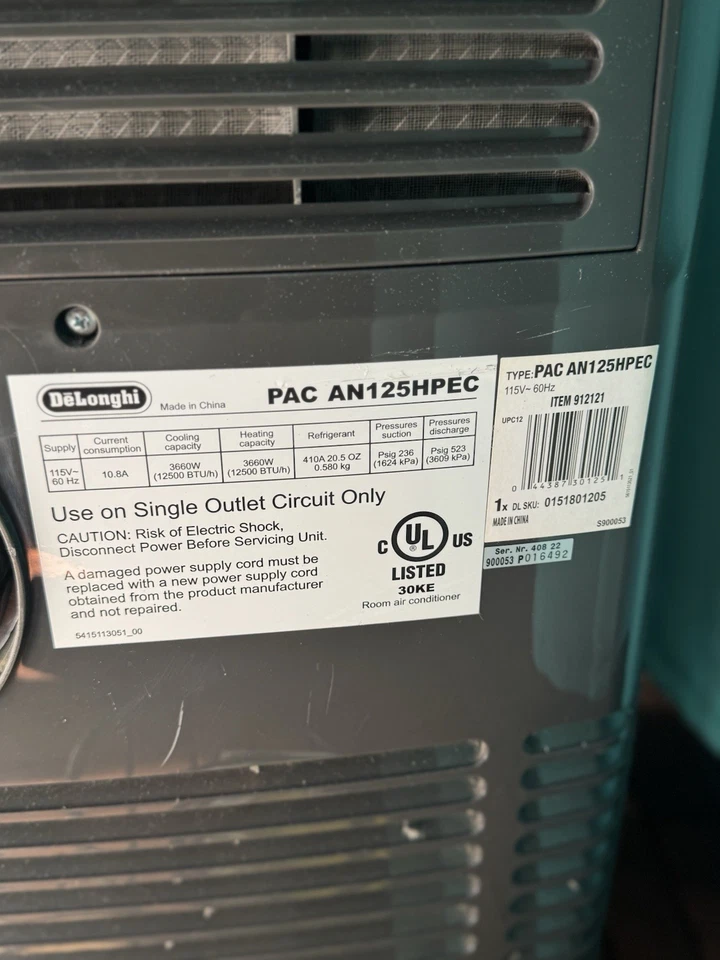 DeLonghi Made in China PAC AN125HPEC
Supply Current consumption Cooling capacity Heating capacity Refrigerant Pressures suction Pressures discharge
115V~ 60 Hz 10.8A 3660W (12500 BTU/h) 3660W (12500 BTU/h) 410A 20.5 OZ 0.580 kg Psig 236 (1624 kPa) Psig 523 (3609 kPa)
Use on Single Outlet Circuit Only
CAUTION: Risk of Electric Shock,
Disconnect Power Before Servicing Unit.
A damaged power supply cord must be
replaced with a new power supply cord
obtained from the product manufacturer
and not repaired.
5415113051_00
C UL ® US
LISTED
30KE
Room air conditioner
TYPE: PAC AN125HPEC
115V~ 60Hz
ITEM 912121
UPC12
0 44387 30125 1
1x DL SKU: 0151801205
MADE IN CHINA S900053
Ser. Nr. 408 22
900053 P016492